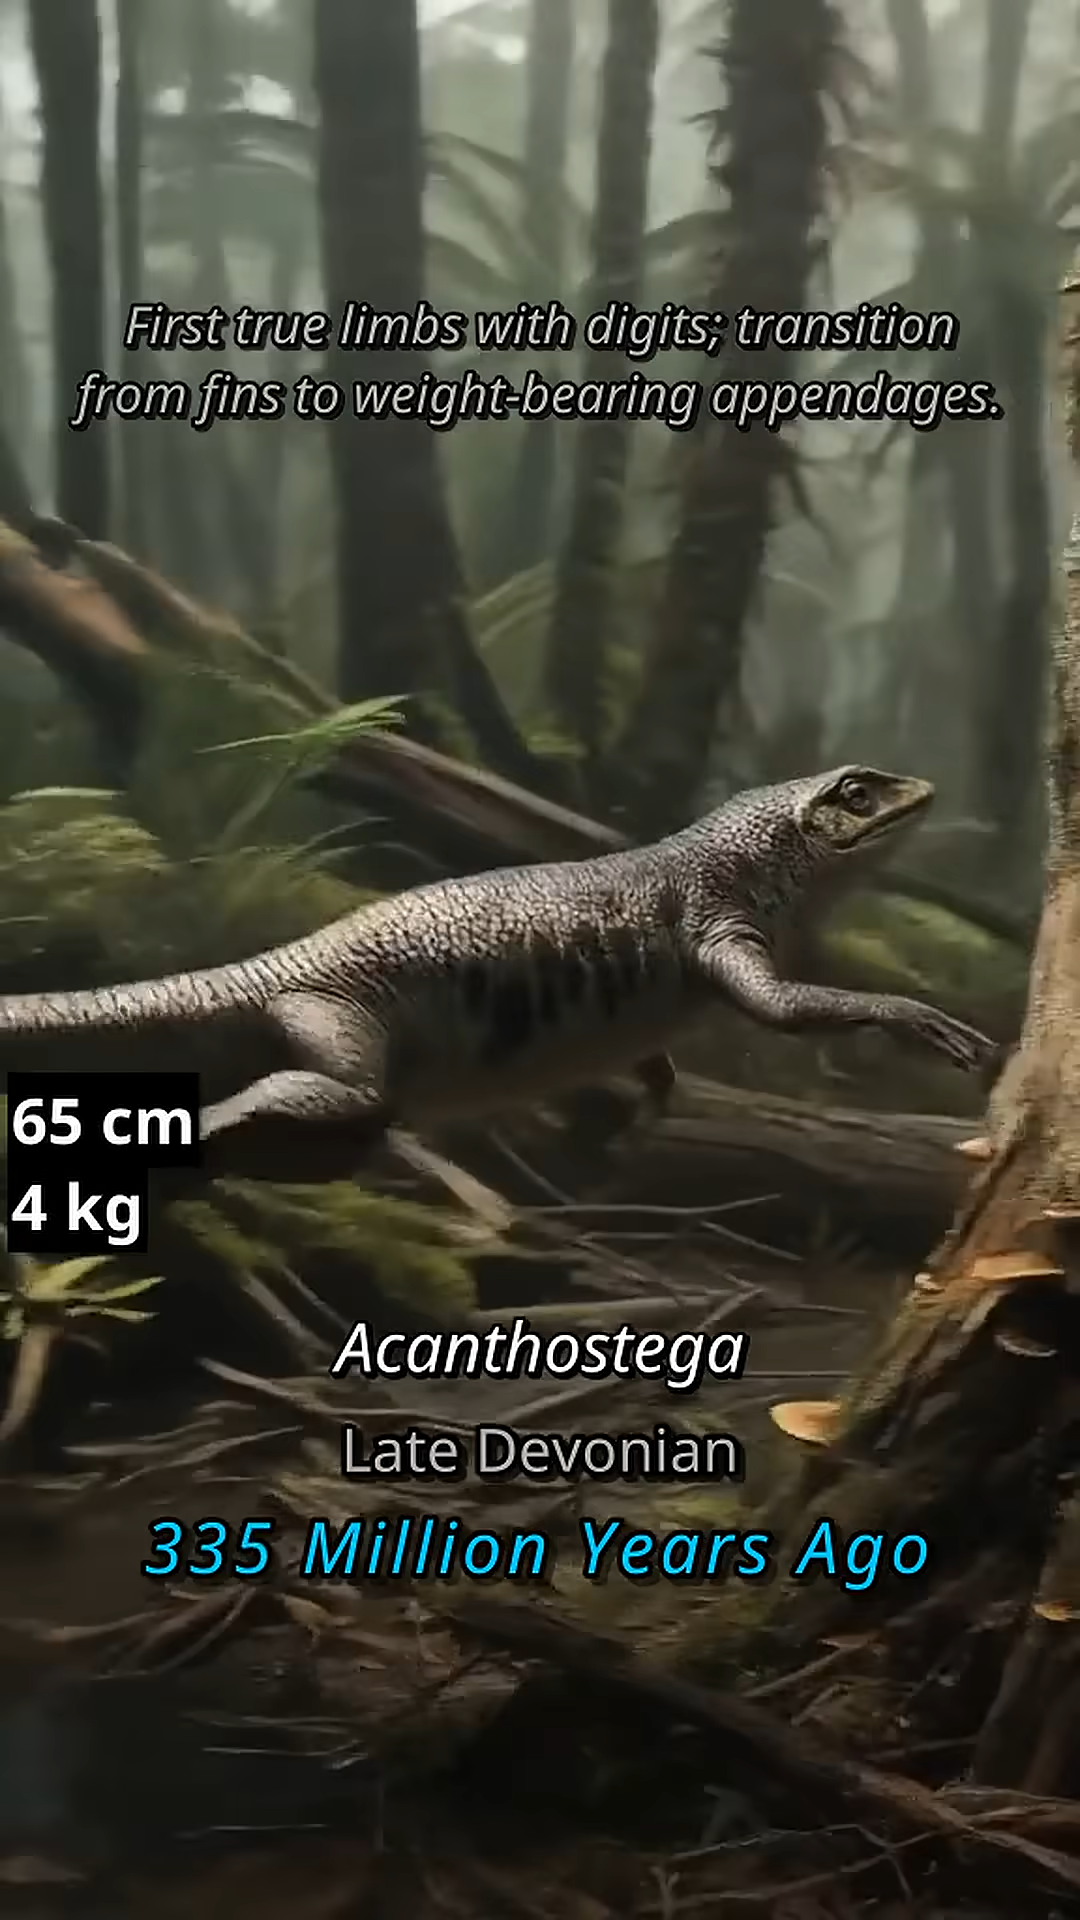 First true limbs with digits; transition
from fins to weight-bearing appendages.
65 cm
4 kg
Acanthostega
Late Devonian
335 Million Years Ago